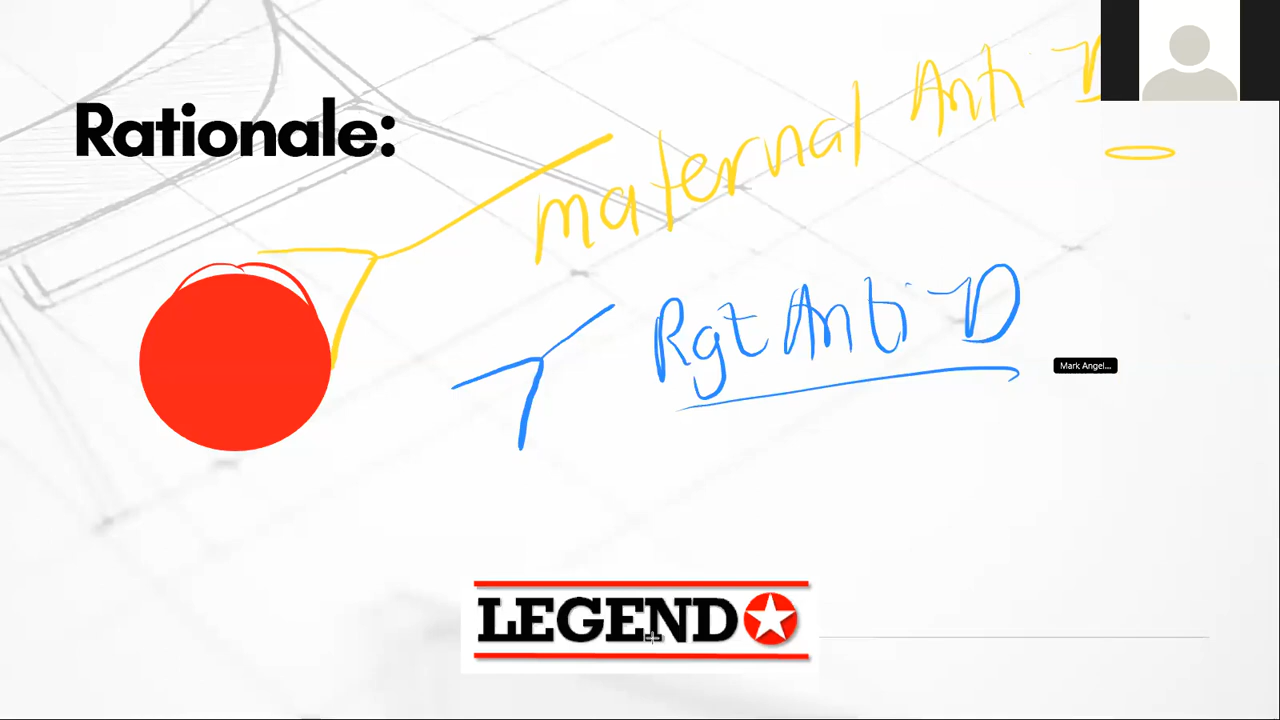 Rationale:
maternal Anti D
Rgt Anti-D
Mark Angel...
LEGEND